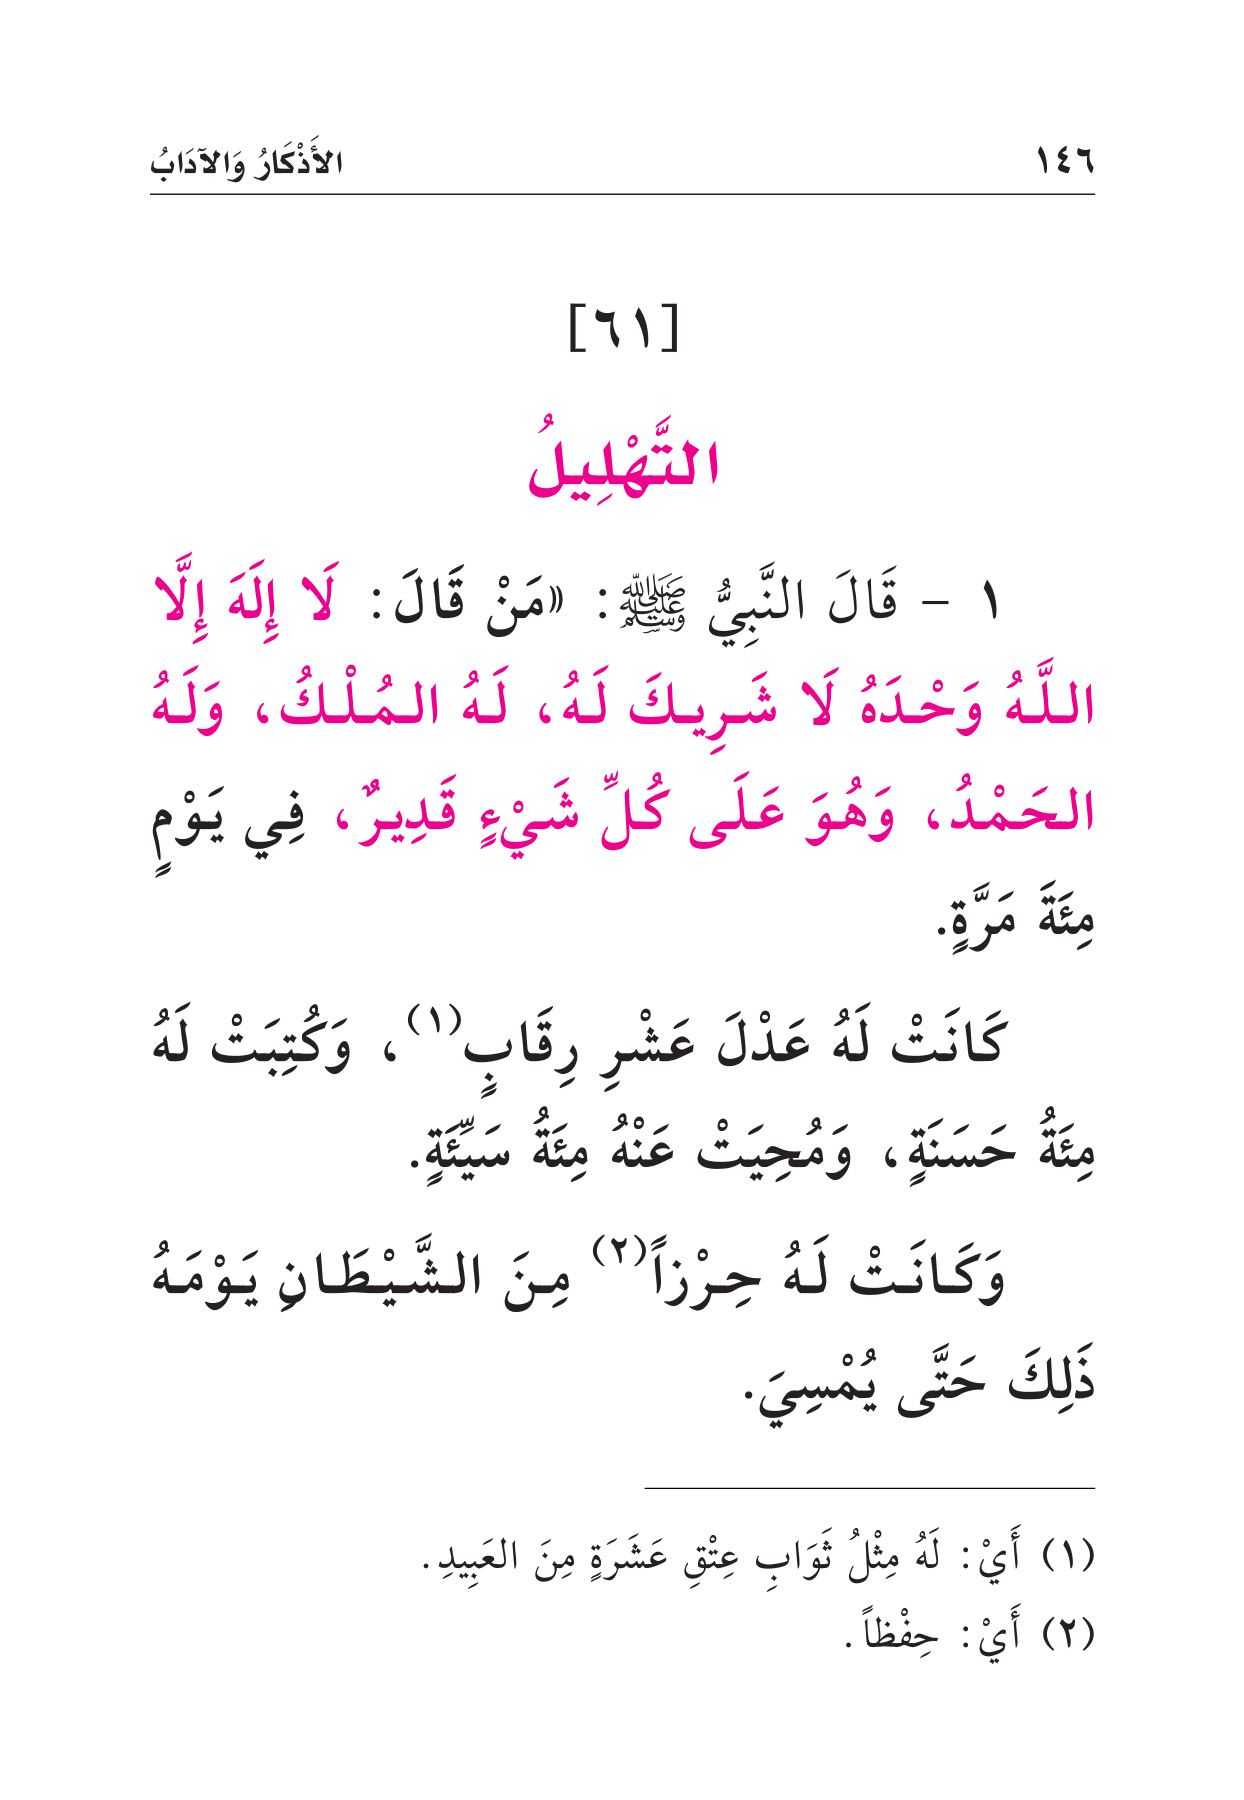 ١٤٦ الأَذْكَارُ وَالآدَابُ
[٦١]
التَّهْلِيلُ
١ - قَالَ النَّبِيُّ ﷺ: «مَنْ قَالَ: لَا إِلَهَ إِلَّا
اللَّهُ وَحْدَهُ لَا شَرِيكَ لَهُ، لَهُ المُلْكُ، وَلَهُ
الحَمْدُ، وَهُوَ عَلَى كُلِّ شَيْءٍ قَدِيرٌ، فِي يَوْمٍ
مِئَةَ مَرَّةٍ.
كَانَتْ لَهُ عَدْلَ عَشْرِ رِقَابٍ(١)، وَكُتِبَتْ لَهُ
مِئَةُ حَسَنَةٍ، وَمُحِيَتْ عَنْهُ مِئَةُ سَيِّئَةٍ.
وَكَانَتْ لَهُ حِرْزاً(٢) مِنَ الشَّيْطَانِ يَوْمَهُ
ذَلِكَ حَتَّى يُمْسِيَ.
(١) أَيْ: لَهُ مِثْلُ ثَوَابِ عِتْقِ عَشَرَةٍ مِنَ العَبِيدِ.
(٢) أَيْ: حِفْظاً.